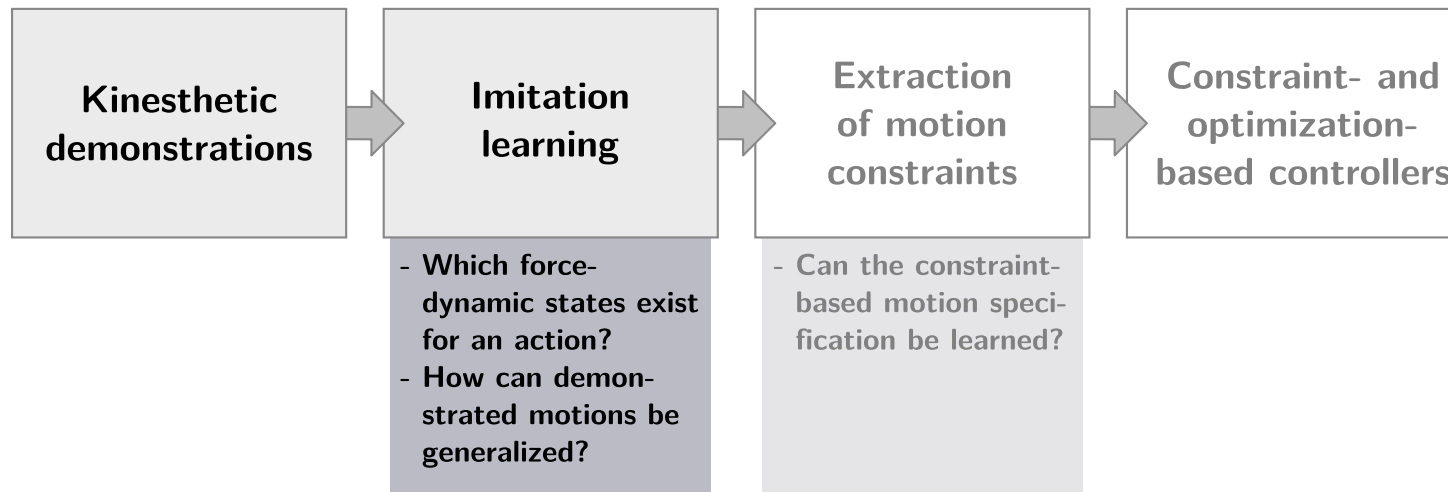 Kinesthetic
demonstrations
Imitation
learning
Extraction
of motion
constraints
Constraint- and
optimization-
based controllers
- Which force-
dynamic states exist
for an action?
- How can demon-
strated motions be
generalized?
- Can the constraint-
based motion speci-
fication be learned?